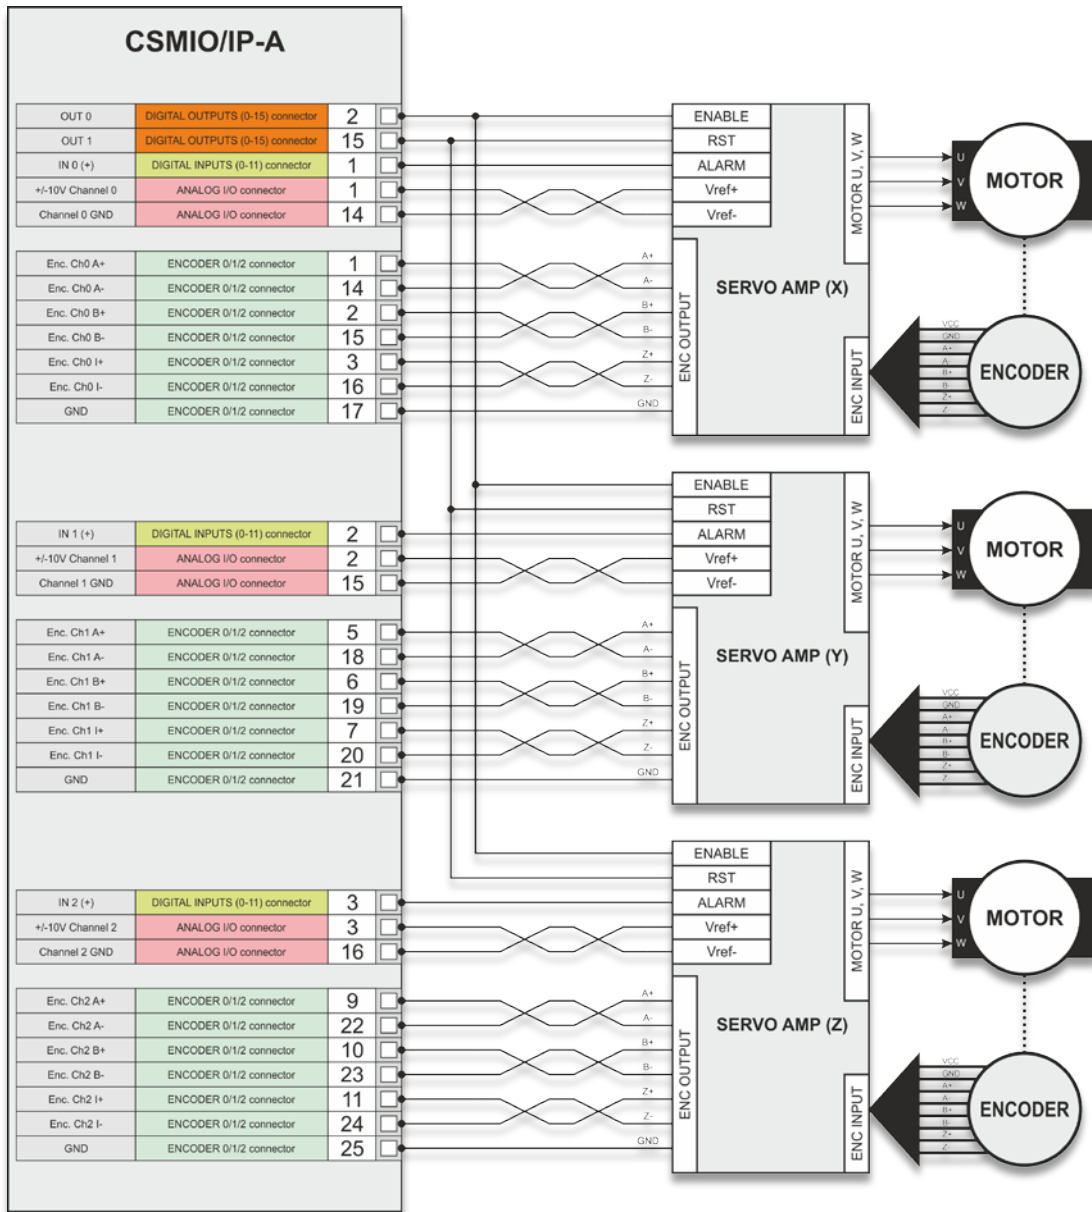 CSMIO/IP-A
OUT 0 DIGITAL OUTPUTS (0-15) connector 2
OUT 1 DIGITAL OUTPUTS (0-15) connector 15
IN 0 (+) DIGITAL INPUTS (0-11) connector 1
+/-10V Channel 0 ANALOG I/O connector 1
Channel 0 GND ANALOG I/O connector 14
Enc. Ch0 A+ ENCODER 0/1/2 connector 1
Enc. Ch0 A- ENCODER 0/1/2 connector 14
Enc. Ch0 B+ ENCODER 0/1/2 connector 2
Enc. Ch0 B- ENCODER 0/1/2 connector 15
Enc. Ch0 I+ ENCODER 0/1/2 connector 3
Enc. Ch0 I- ENCODER 0/1/2 connector 16
GND ENCODER 0/1/2 connector 17
ENABLE
RST
ALARM
Vref+
Vref-
MOTOR U, V, W
SERVO AMP (X)
ENC OUTPUT
A+
A-
B+
B-
Z+
Z-
GND
ENC INPUT
U
V
W
MOTOR
VCC
GND
A+
A-
B+
B-
Z+
Z-
ENCODER
IN 1 (+) DIGITAL INPUTS (0-11) connector 2
+/-10V Channel 1 ANALOG I/O connector 2
Channel 1 GND ANALOG I/O connector 15
Enc. Ch1 A+ ENCODER 0/1/2 connector 5
Enc. Ch1 A- ENCODER 0/1/2 connector 18
Enc. Ch1 B+ ENCODER 0/1/2 connector 6
Enc. Ch1 B- ENCODER 0/1/2 connector 19
Enc. Ch1 I+ ENCODER 0/1/2 connector 7
Enc. Ch1 I- ENCODER 0/1/2 connector 20
GND ENCODER 0/1/2 connector 21
ENABLE
RST
ALARM
Vref+
Vref-
MOTOR U, V, W
SERVO AMP (Y)
ENC OUTPUT
A+
A-
B+
B-
Z+
Z-
GND
ENC INPUT
U
V
W
MOTOR
VCC
GND
A+
A-
B+
B-
Z+
Z-
ENCODER
IN 2 (+) DIGITAL INPUTS (0-11) connector 3
+/-10V Channel 2 ANALOG I/O connector 3
Channel 2 GND ANALOG I/O connector 16
Enc. Ch2 A+ ENCODER 0/1/2 connector 9
Enc. Ch2 A- ENCODER 0/1/2 connector 22
Enc. Ch2 B+ ENCODER 0/1/2 connector 10
Enc. Ch2 B- ENCODER 0/1/2 connector 23
Enc. Ch2 I+ ENCODER 0/1/2 connector 11
Enc. Ch2 I- ENCODER 0/1/2 connector 24
GND ENCODER 0/1/2 connector 25
ENABLE
RST
ALARM
Vref+
Vref-
MOTOR U, V, W
SERVO AMP (Z)
ENC OUTPUT
A+
A-
B+
B-
Z+
Z-
GND
ENC INPUT
U
V
W
MOTOR
VCC
GND
A+
A-
B+
B-
Z+
Z-
ENCODER